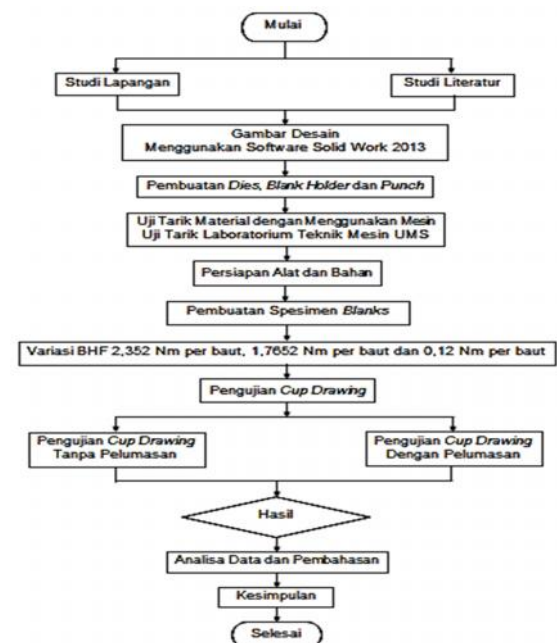 Mulai
Studi Lapangan
Studi Literatur
Gambar Desain
Menggunakan Software Solid Work 2013
Pembuatan Dies, Blank Holder dan Punch
Uji Tarik Material dengan Menggunakan Mesin
Uji Tarik Laboratorium Teknik Mesin UMS
Persiapan Alat dan Bahan
Pembuatan Spesimen Blanks
Variasi BHF 2,352 Nm per baut, 1,7652 Nm per baut dan 0,12 Nm per baut
Pengujian Cup Drawing
Pengujian Cup Drawing
Tanpa Pelumasan
Pengujian Cup Drawing
Dengan Pelumasan
Hasil
Analisa Data dan Pembahasan
Kesimpulan
Selesai